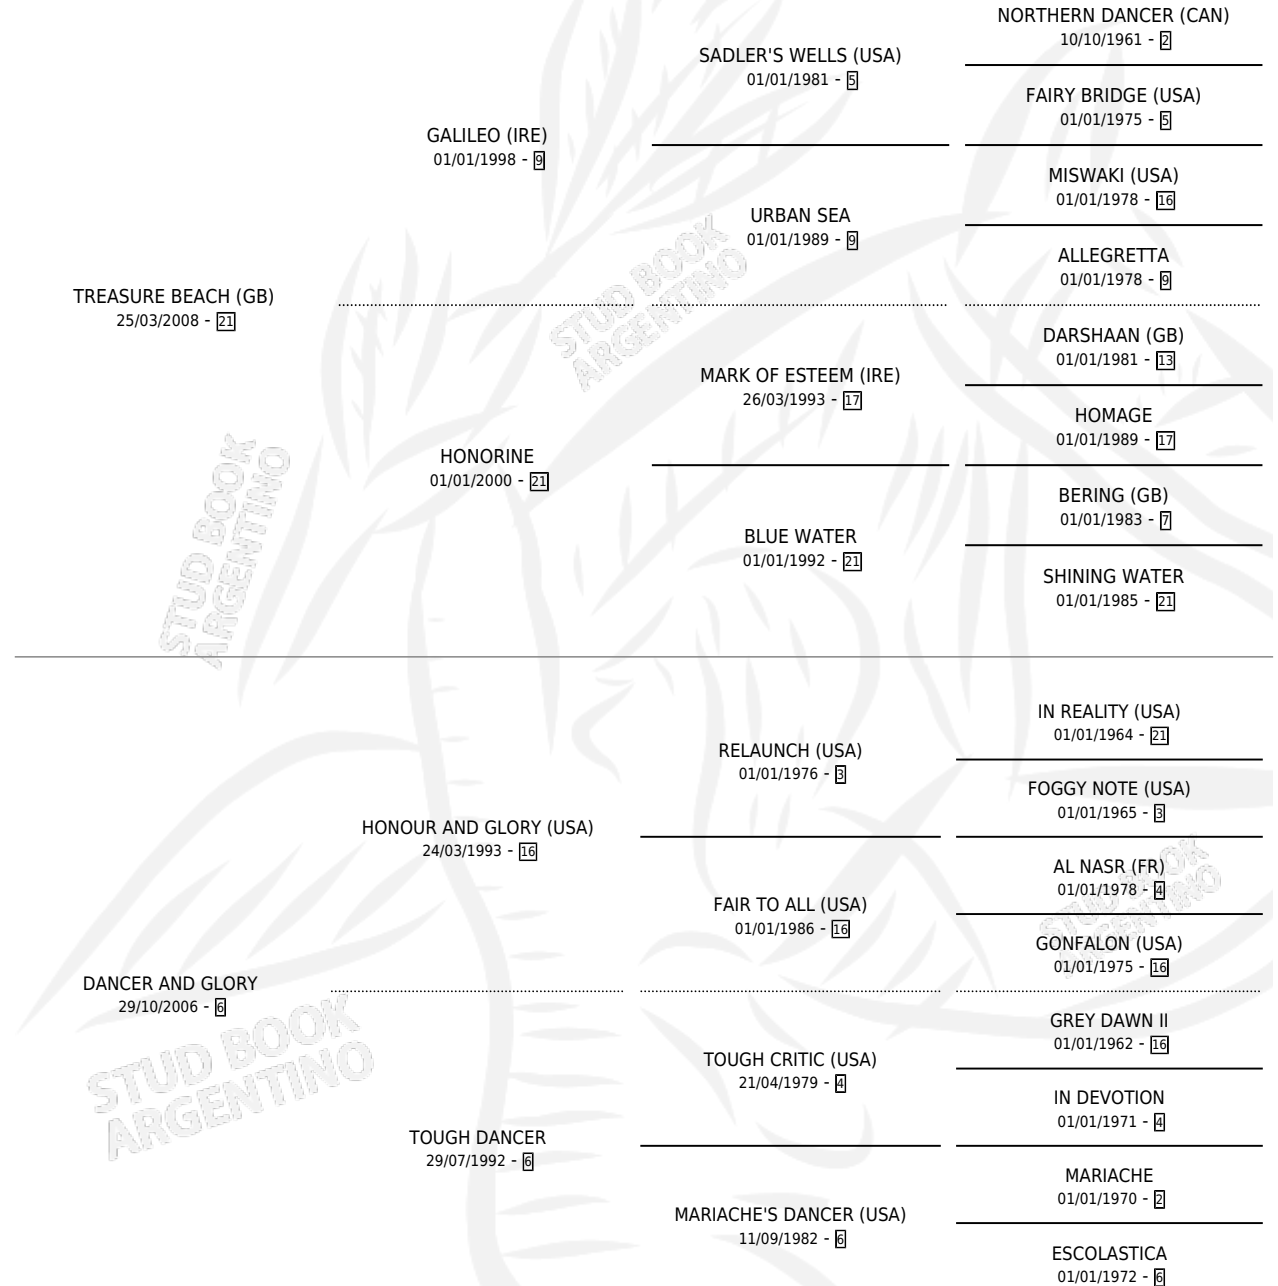 NORTHERN DANCER (CAN)
10/10/1961 - 2
SADLER'S WELLS (USA)
01/01/1981 - 5
FAIRY BRIDGE (USA)
01/01/1975 - 5
GALILEO (IRE)
01/01/1998 - 9
MISWAKI (USA)
01/01/1978 - 16
URBAN SEA
01/01/1989 - 9
ALLEGRETTA
01/01/1978 - 9
TREASURE BEACH (GB)
25/03/2008 - 21
DARSHAAN (GB)
01/01/1981 - 13
MARK OF ESTEEM (IRE)
26/03/1993 - 17
HOMAGE
01/01/1989 - 17
HONORINE
01/01/2000 - 21
BERING (GB)
01/01/1983 - 7
BLUE WATER
01/01/1992 - 21
SHINING WATER
01/01/1985 - 21
IN REALITY (USA)
01/01/1964 - 21
RELAUNCH (USA)
01/01/1976 - 3
FOGGY NOTE (USA)
01/01/1965 - 3
HONOUR AND GLORY (USA)
24/03/1993 - 16
AL NASR (FR)
01/01/1978 - 4
FAIR TO ALL (USA)
01/01/1986 - 16
GONFALON (USA)
01/01/1975 - 16
DANCER AND GLORY
29/10/2006 - 6
GREY DAWN II
01/01/1962 - 16
TOUGH CRITIC (USA)
21/04/1979 - 4
IN DEVOTION
01/01/1971 - 4
TOUGH DANCER
29/07/1992 - 6
MARIACHE
01/01/1970 - 2
MARIACHE'S DANCER (USA)
11/09/1982 - 6
ESCOLASTICA
01/01/1972 - 6
STUD BOOK
ARGENTINO
STUD BOOK
ARGENTINO
STUD BOOK
ARGENTINO
STUD BOOK
ARGENTINO